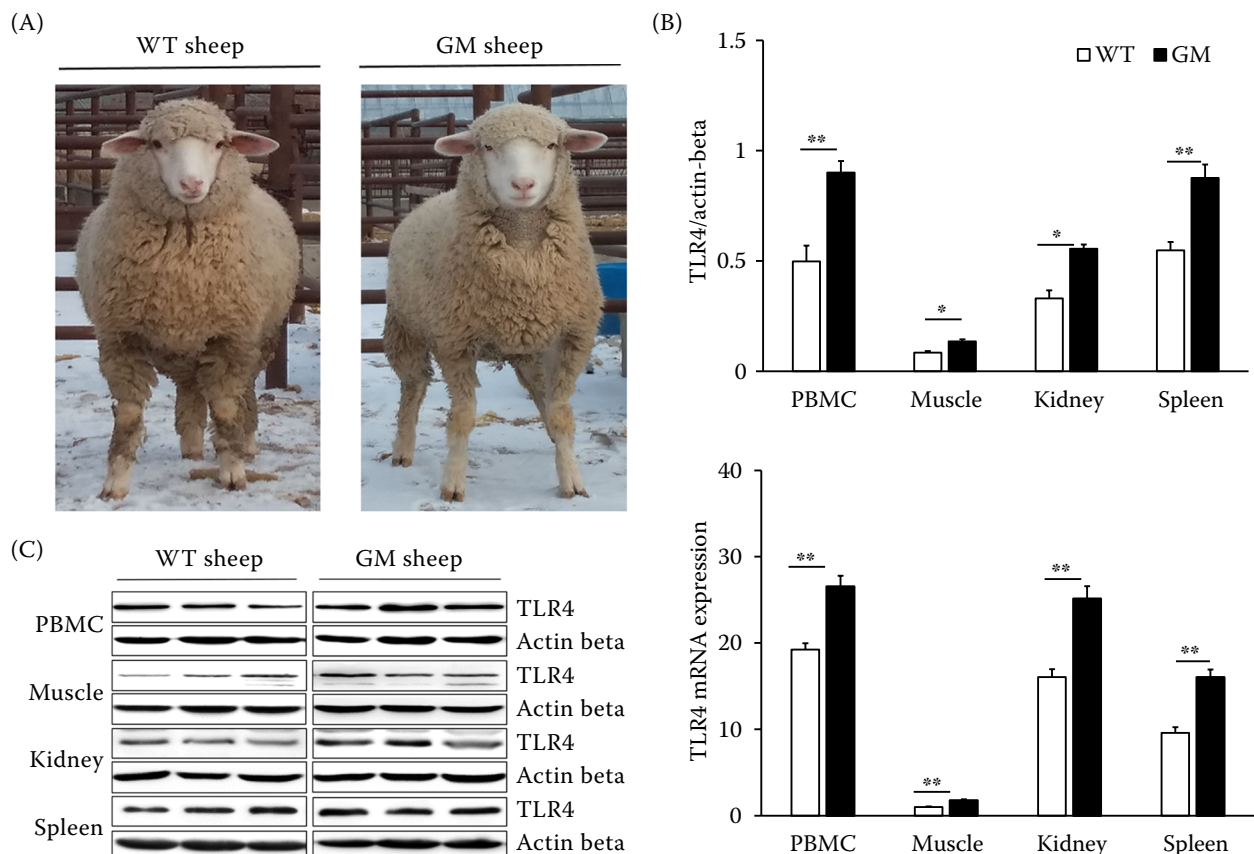 (A)
WT sheep
GM sheep
(B)
1.5
1
0.5
0
TLR4/actin-beta
WT
GM
**
*
*
**
PBMC
Muscle
Kidney
Spleen
40
30
20
10
0
TLR4 mRNA expression
**
**
**
**
PBMC
Muscle
Kidney
Spleen
(C)
WT sheep
GM sheep
PBMC
TLR4
Actin beta
Muscle
TLR4
Actin beta
Kidney
TLR4
Actin beta
Spleen
TLR4
Actin beta